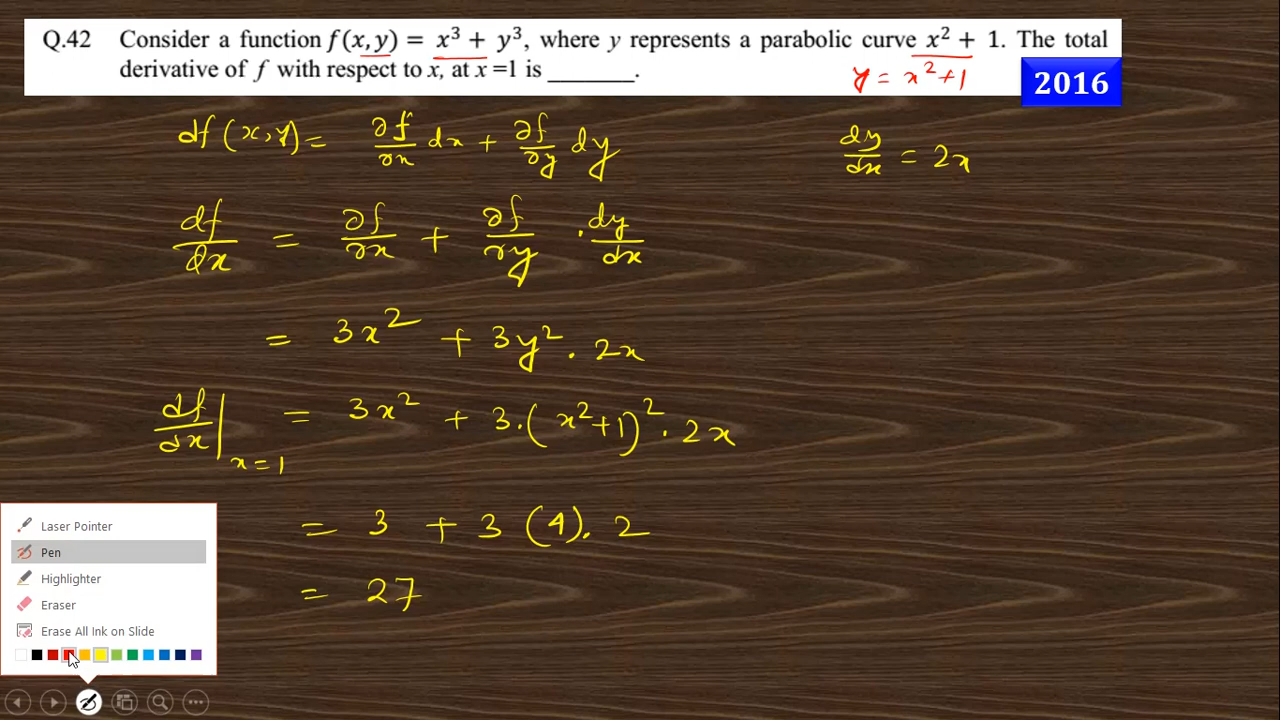 Q.42 Consider a function f(x, y) = x³ + y³, where y represents a parabolic curve x² + 1. The total
derivative of f with respect to x, at x =1 is ________.
y = x²+1
2016
df(x,y) = ∂f/∂x dx + ∂f/∂y dy
dy/dx = 2x
df/dx = ∂f/∂x + ∂f/∂y · dy/dx
= 3x² + 3y² · 2x
df/dx |x=1 = 3x² + 3·(x²+1)² · 2x
= 3 + 3 (4). 2
= 27
Laser Pointer
Pen
Highlighter
Eraser
Erase All Ink on Slide